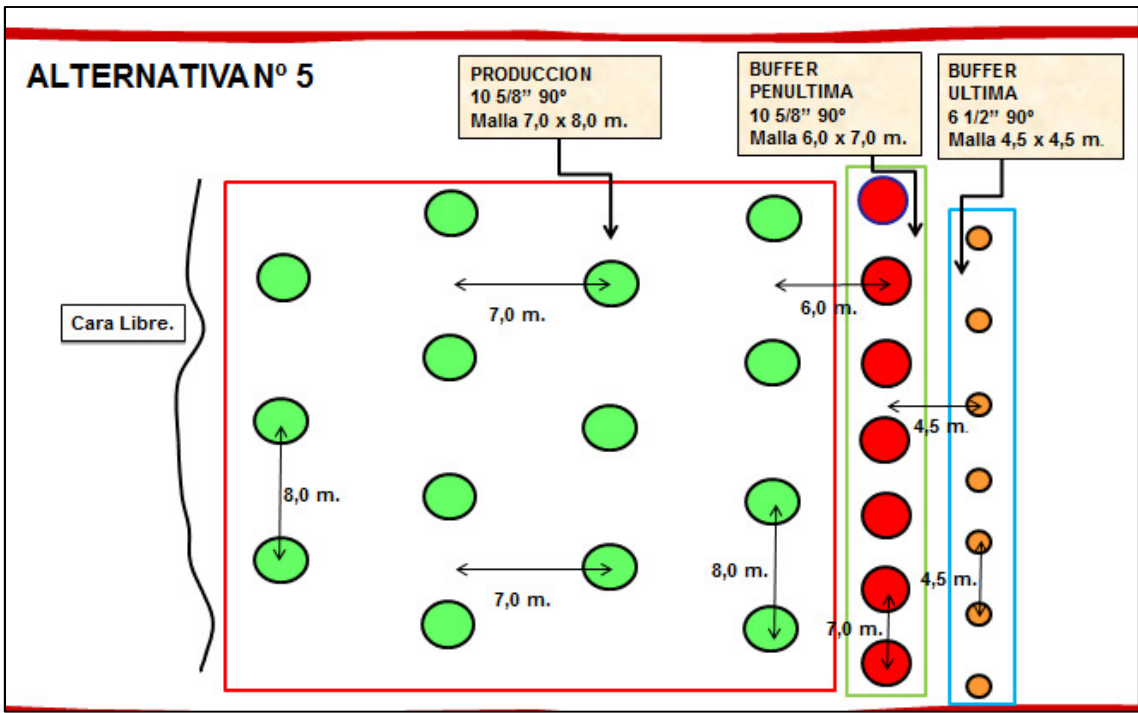 ALTERNATIVA Nº 5
PRODUCCION
10 5/8” 90º
Malla 7,0 x 8,0 m.
BUFFER
PENULTIMA
10 5/8” 90º
Malla 6,0 x 7,0 m.
BUFFER
ULTIMA
6 1/2” 90º
Malla 4,5 x 4,5 m.
Cara Libre.
7,0 m.
6,0 m.
4,5 m.
8,0 m.
7,0 m.
8,0 m.
4,5 m.
7,0 m.